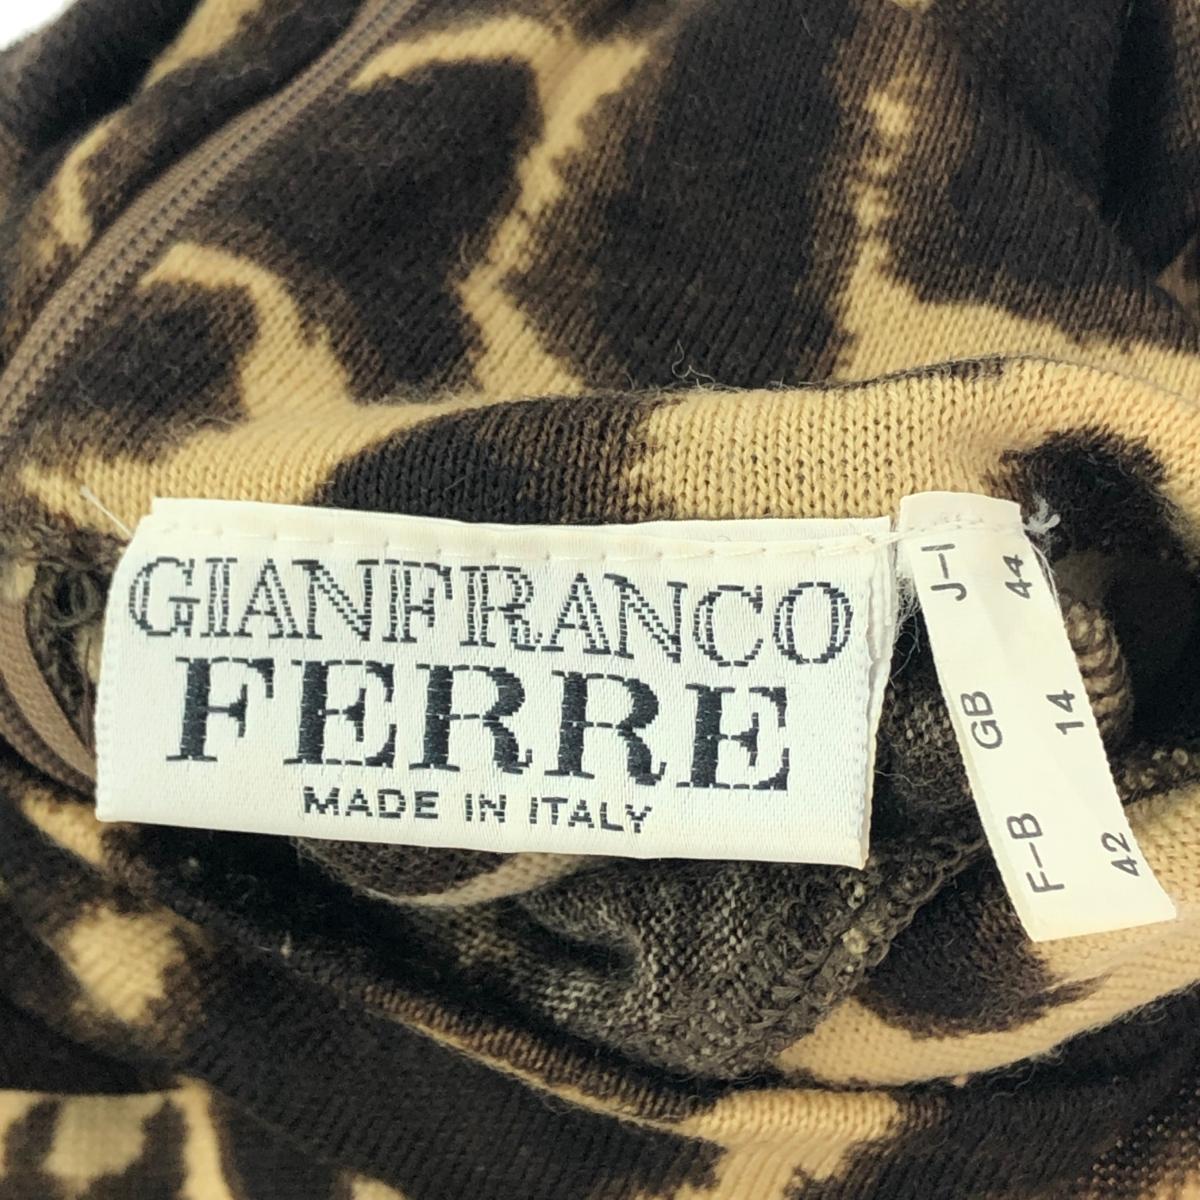 GIANFRANCO
FERRE
MADE IN ITALY
J-I 44
GB 14
F-B 42